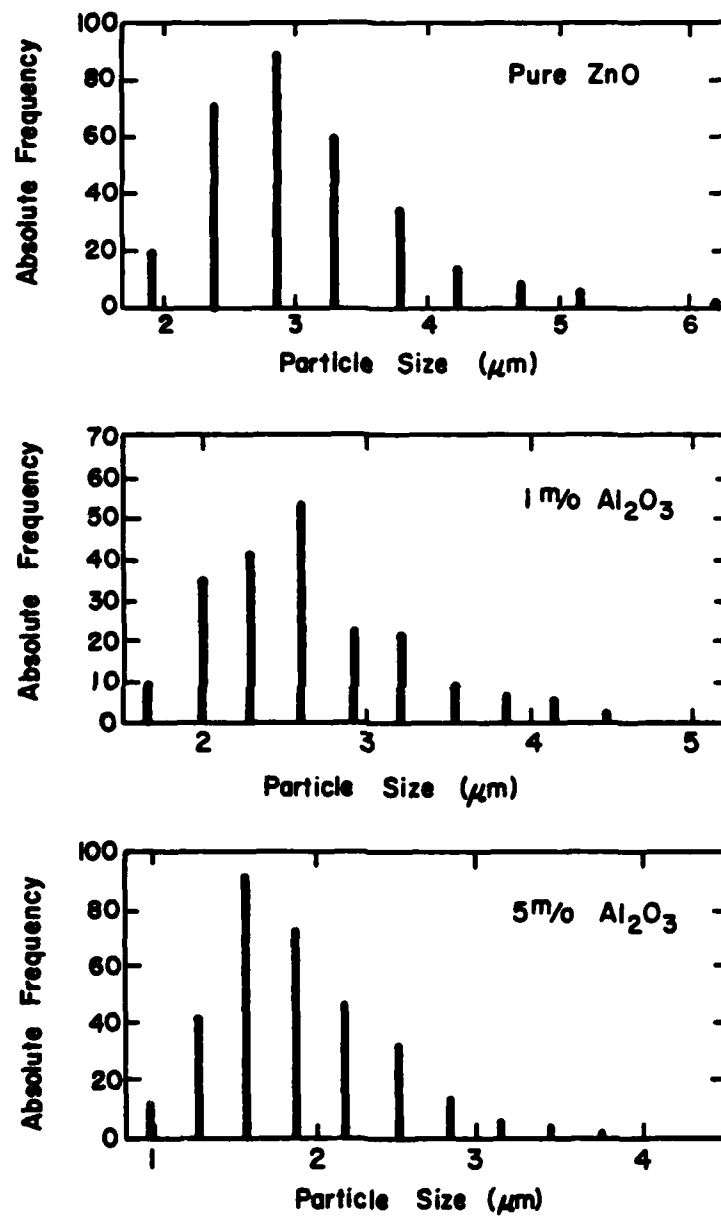 100
80
60
40
20
0
Absolute Frequency
Pure ZnO
2 3 4 5 6
Particle Size (μm)
70
60
50
40
30
20
10
0
Absolute Frequency
1 m/o Al₂O₃
2 3 4 5
Particle Size (μm)
100
80
60
40
20
0
Absolute Frequency
5 m/o Al₂O₃
1 2 3 4
Particle Size (μm)